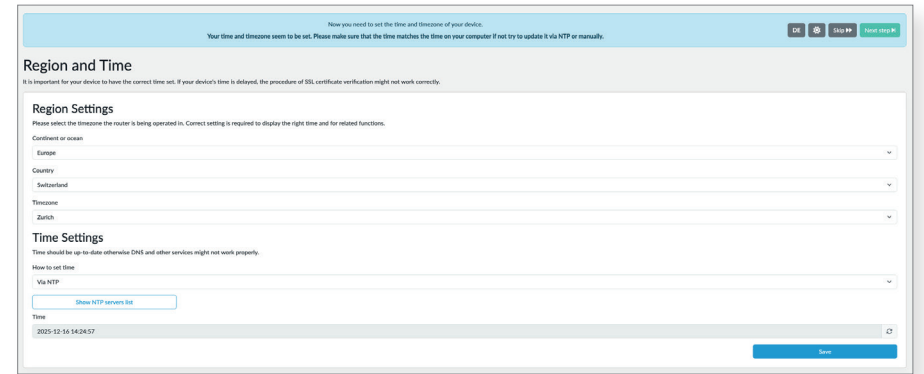 Now you need to set the time and timezone of your device.
Your time and timezone seem to be set. Please make sure that the time matches the time on your computer if not try to update it via NTP or manually.
DE
Skip
Next step
Region and Time
It is important for your device to have the correct time set. If your device's time is delayed, the procedure of SSL certificate verification might not work correctly.
Region Settings
Please select the timezone the router is being operated in. Correct setting is required to display the right time and for related functions.
Continent or ocean
Europe
Country
Switzerland
Timezone
Zurich
Time Settings
Time should be up-to-date otherwise DNS and other services might not work properly.
How to set time
Via NTP
Show NTP servers list
Time
2025-12-16 14:24:57
Save